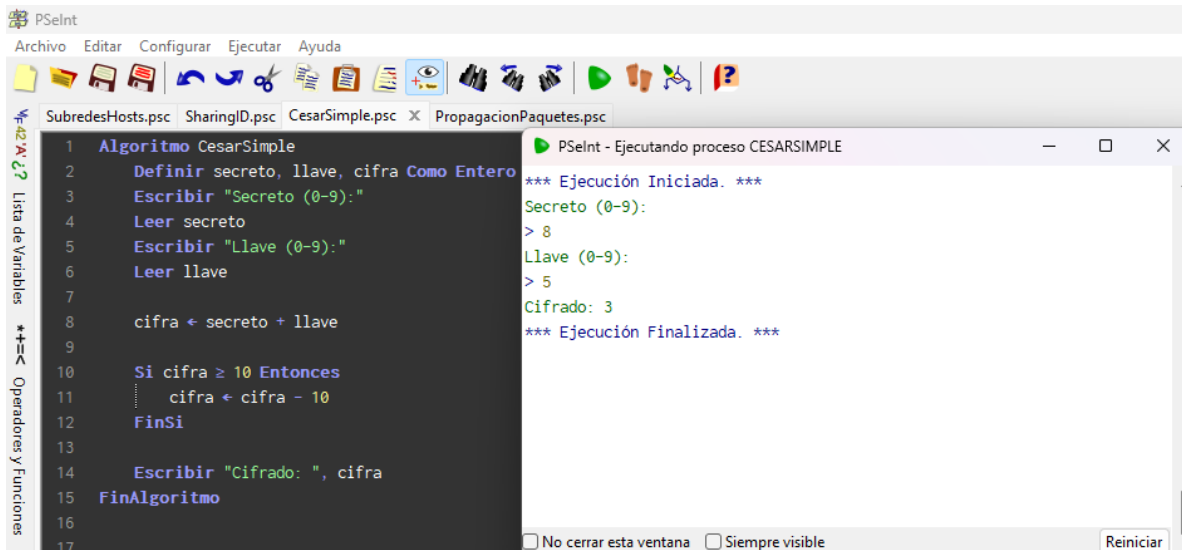 PSeInt
Archivo Editar Configurar Ejecutar Ayuda
SubredesHosts.psc SharingID.psc CesarSimple.psc X PropagacionPaquetes.psc
42 'A' ¿? Lista de Variables
*+=< Operadores y Funciones
1 Algoritmo CesarSimple
2 Definir secreto, llave, cifra Como Entero
3 Escribir "Secreto (0-9):"
4 Leer secreto
5 Escribir "Llave (0-9):"
6 Leer llave
7
8 cifra ← secreto + llave
9
10 Si cifra ≥ 10 Entonces
11 cifra ← cifra - 10
12 FinSi
13
14 Escribir "Cifrado: ", cifra
15 FinAlgoritmo
16
17
PSeInt - Ejecutando proceso CESARSIMPLE
*** Ejecución Iniciada. ***
Secreto (0-9):
> 8
Llave (0-9):
> 5
Cifrado: 3
*** Ejecución Finalizada. ***
No cerrar esta ventana Siempre visible Reiniciar